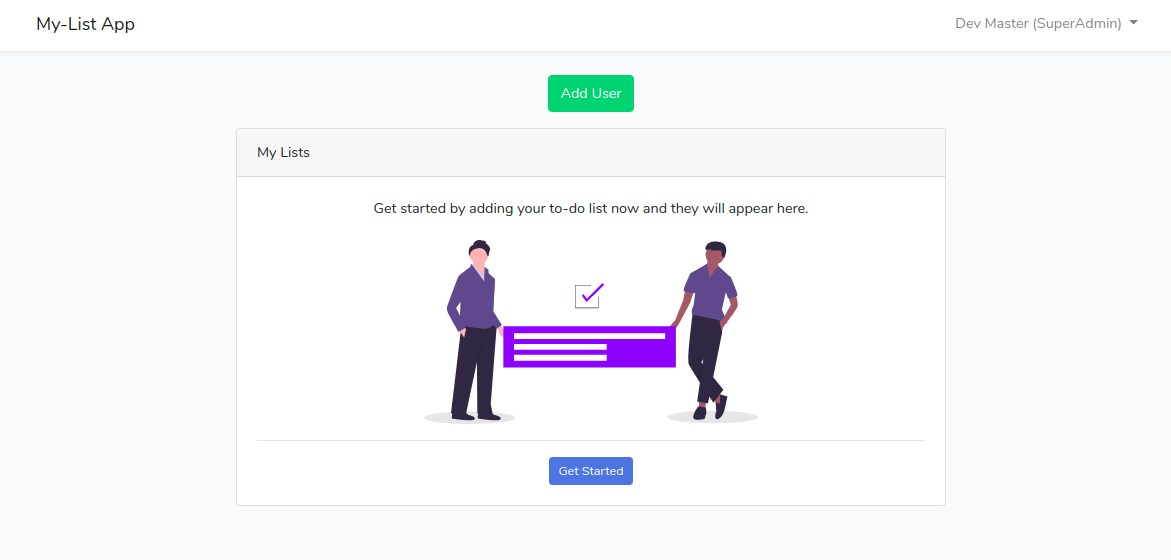 My-List App
Dev Master (SuperAdmin)
Add User
My Lists
Get started by adding your to-do list now and they will appear here.
Get Started